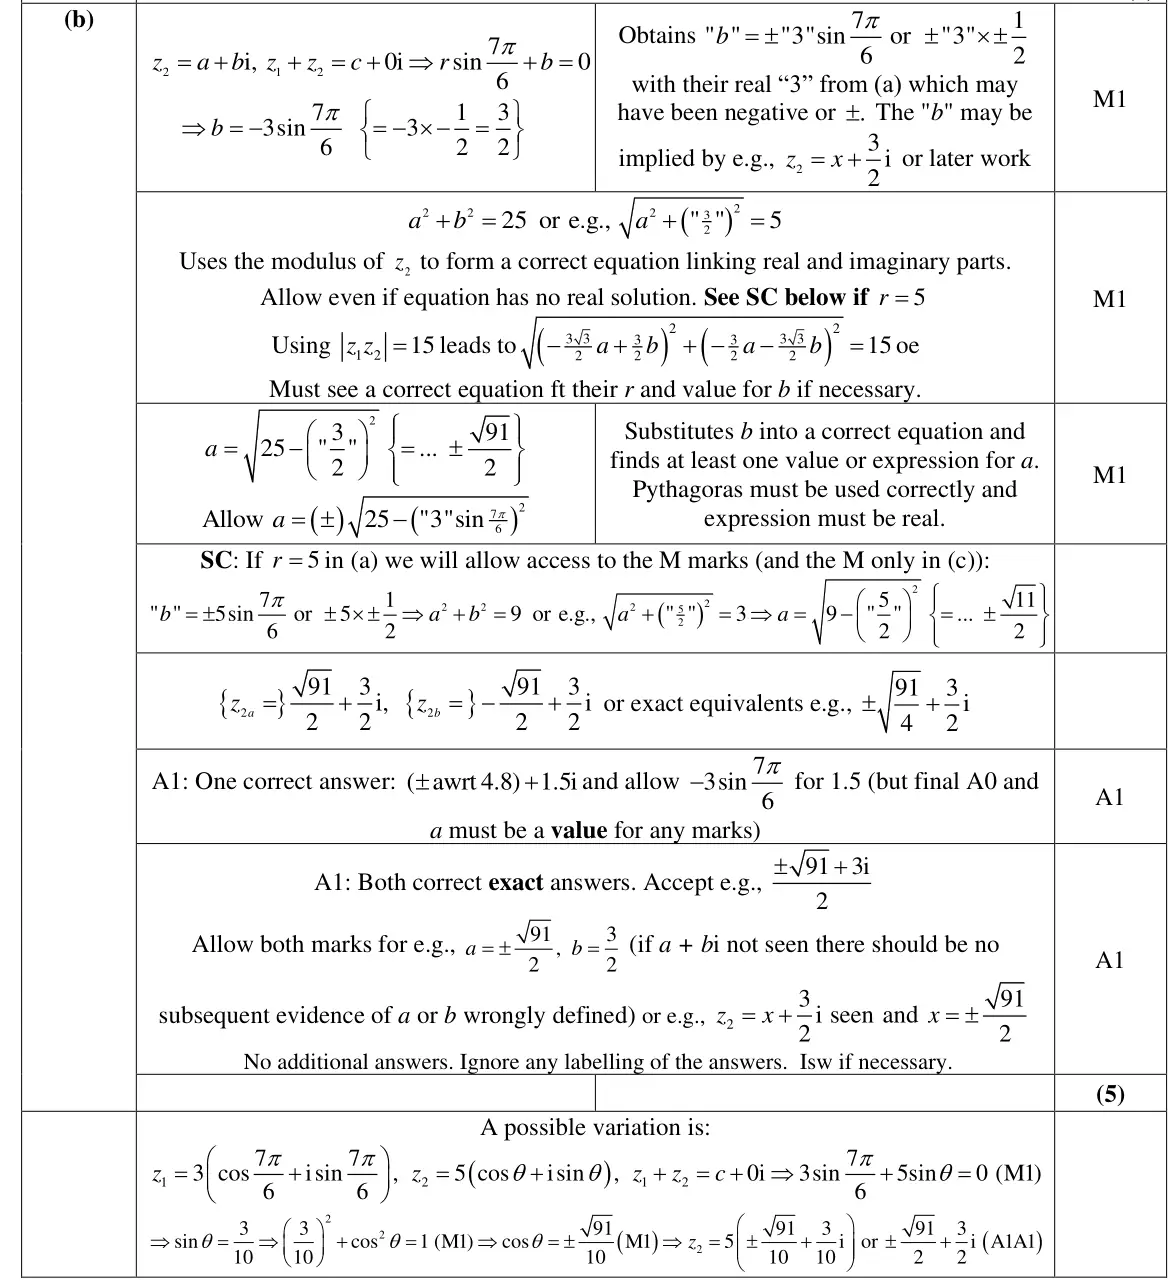 (b)
z₂ = a + bi, z₁ + z₂ = c + 0i ⇒ r sin 7π/6 + b = 0
⇒ b = −3sin 7π/6 {= −3 × −1/2 = 3/2}
Obtains "b" = ±"3"sin 7π/6 or ±"3"×±1/2
with their real “3” from (a) which may
have been negative or ±. The "b" may be
implied by e.g., z₂ = x + 3/2 i or later work
M1
a² + b² = 25 or e.g., √(a² + ("3/2")²) = 5
Uses the modulus of z₂ to form a correct equation linking real and imaginary parts.
Allow even if equation has no real solution. See SC below if r = 5
Using |z₁z₂| = 15 leads to √((−3√3/2 a + 3/2 b)² + (−3/2 a − 3√3/2 b)²) = 15 oe
Must see a correct equation ft their r and value for b if necessary.
M1
a = √(25 − ("3/2")²) {= ... ± √91/2}
Allow a = (±)√(25 − ("3"sin 7π/6)²)
Substitutes b into a correct equation and
finds at least one value or expression for a.
Pythagoras must be used correctly and
expression must be real.
M1
SC: If r = 5 in (a) we will allow access to the M marks (and the M only in (c)):
"b" = ±5sin 7π/6 or ±5×±1/2 ⇒ a² + b² = 9 or e.g., √(a² + ("5/2")²) = 3 ⇒ a = √(9 − ("5/2")²) {= ... ± √11/2}
{z₂ₐ =} √91/2 + 3/2 i, {z₂b =} −√91/2 + 3/2 i or exact equivalents e.g., ±√(91/4) + 3/2 i
A1: One correct answer: (±awrt 4.8) + 1.5i and allow −3sin 7π/6 for 1.5 (but final A0 and
a must be a value for any marks)
A1
A1: Both correct exact answers. Accept e.g., (±√91 + 3i)/2
Allow both marks for e.g., a = ±√91/2, b = 3/2 (if a + bi not seen there should be no
subsequent evidence of a or b wrongly defined) or e.g., z₂ = x + 3/2 i seen and x = ±√91/2
No additional answers. Ignore any labelling of the answers. Isw if necessary.
A1
(5)
A possible variation is:
z₁ = 3(cos 7π/6 + i sin 7π/6), z₂ = 5(cos θ + i sin θ), z₁ + z₂ = c + 0i ⇒ 3sin 7π/6 + 5sin θ = 0 (M1)
⇒ sin θ = 3/10 ⇒ (3/10)² + cos² θ = 1 (M1) ⇒ cos θ = ±√91/10 (M1) ⇒ z₂ = 5(±√91/10 + 3/10 i) or ±√91/2 + 3/2 i (A1A1)